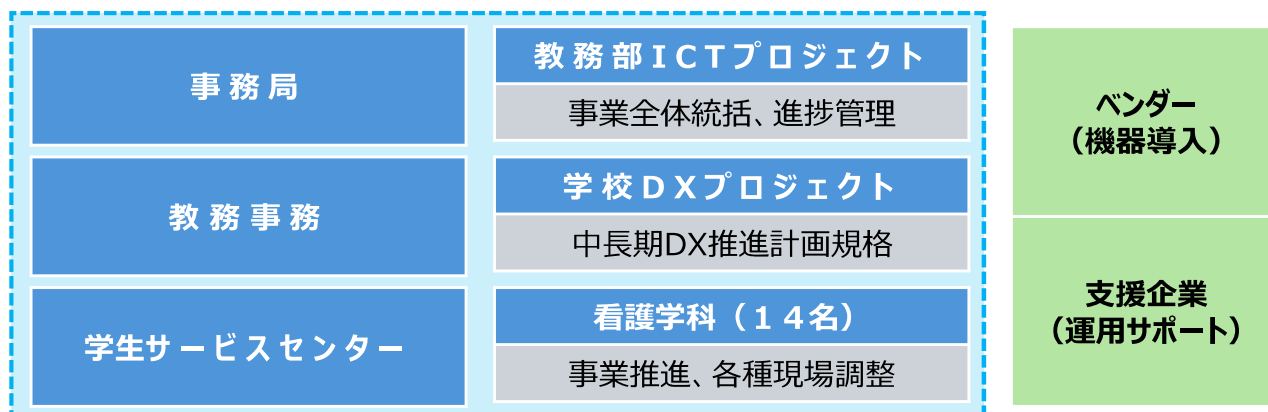 事務局
教務部ICTプロジェクト
事業全体統括、進捗管理
教務事務
学校DXプロジェクト
中長期DX推進計画規格
学生サービスセンター
看護学科（14名）
事業推進、各種現場調整
ベンダー
（機器導入）
支援企業
（運用サポート）